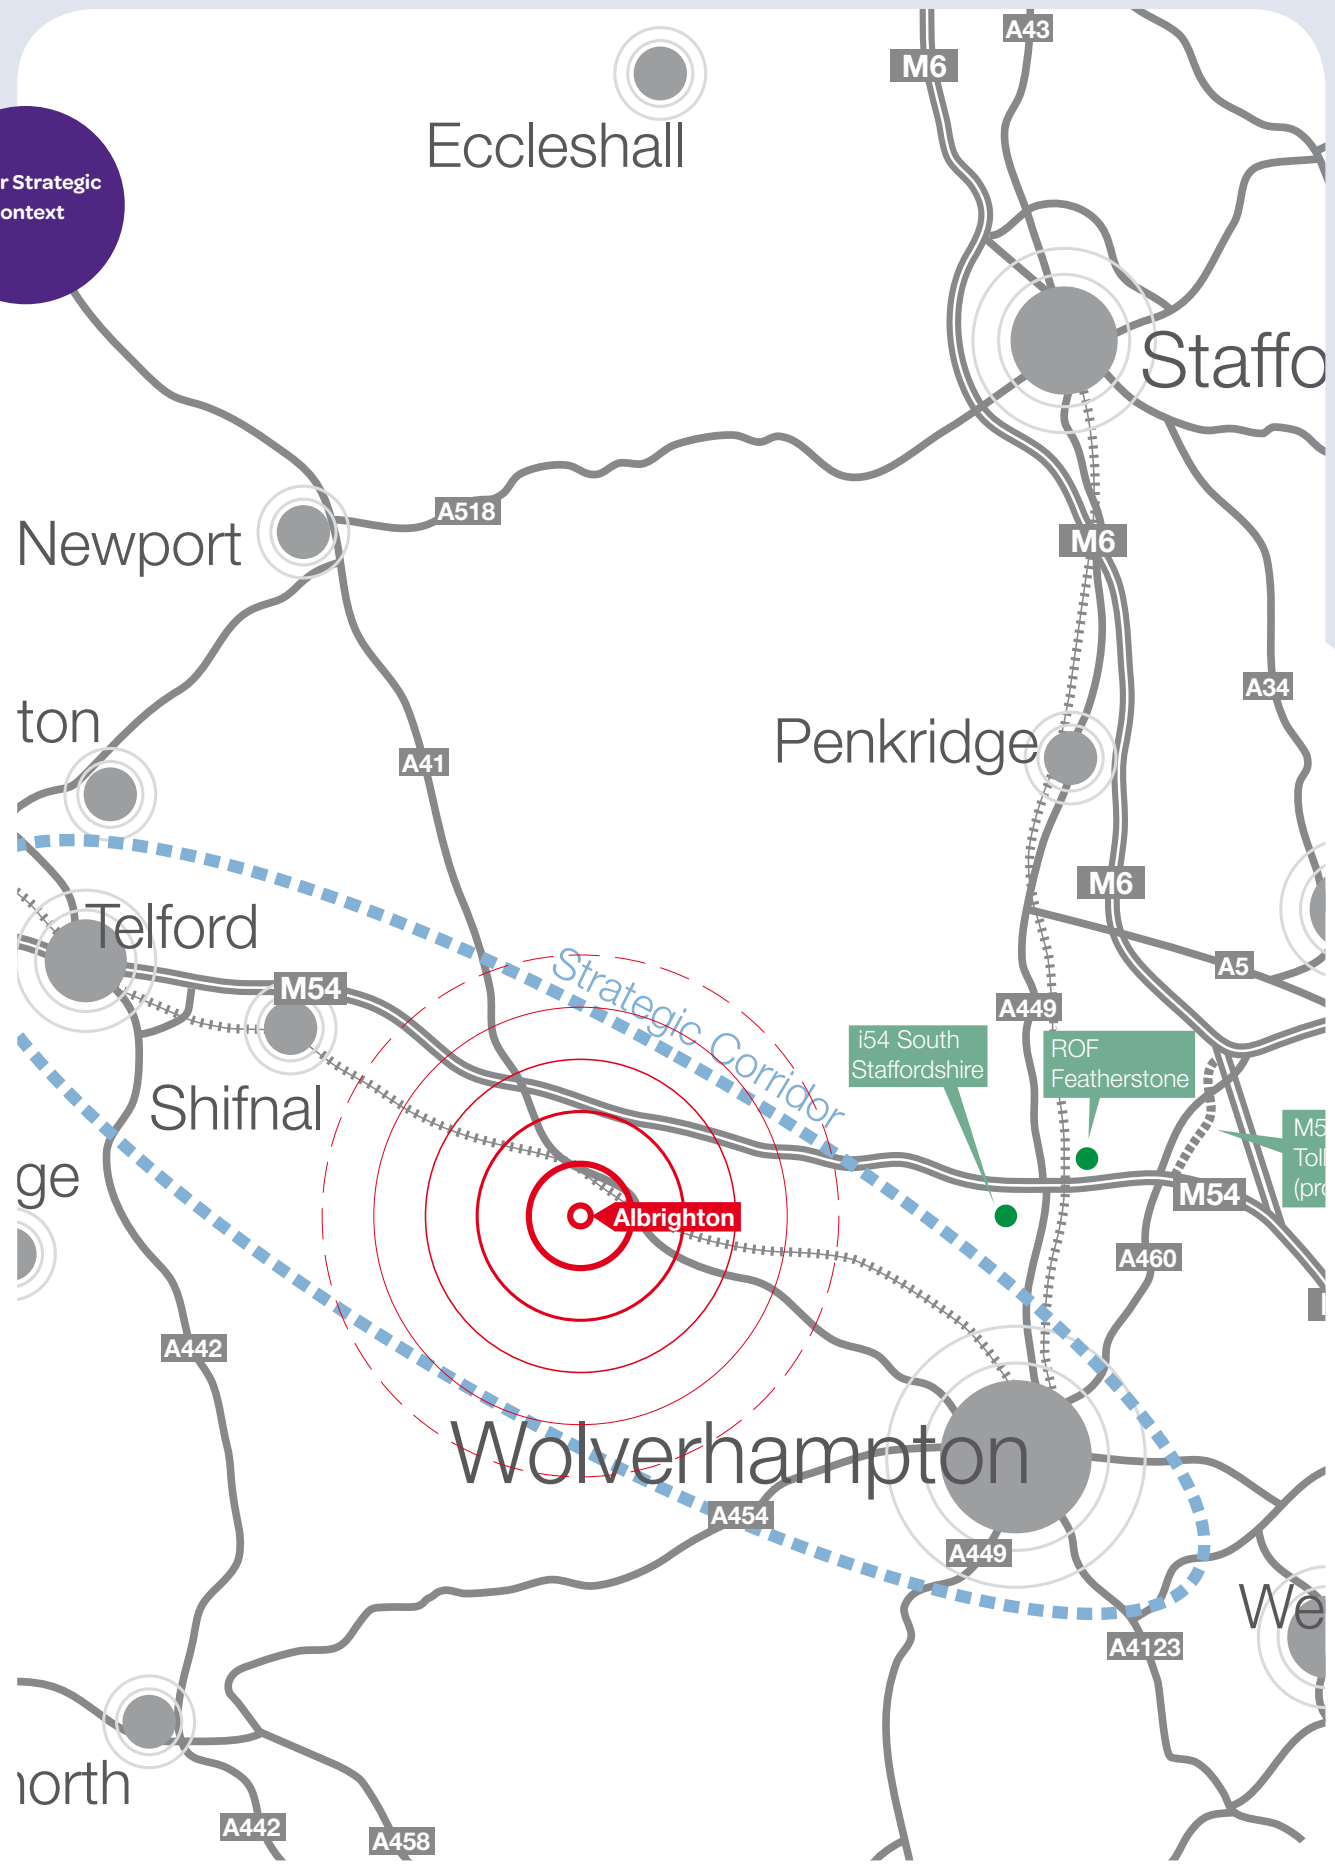 A43
M6
Eccleshall
r Strategic
ontext
Staffo
A518
Newport
M6
A34
ton
Penkridge
A41
M6
Telford
A5
M54
Strategic Corridor
A449
i54 South
Staffordshire
ROF
Featherstone
Shifnal
M5
Toll
(pro
ge
M54
Albrighton
A460
A442
Wolverhampton
A454
A449
We
A4123
orth
A442
A458